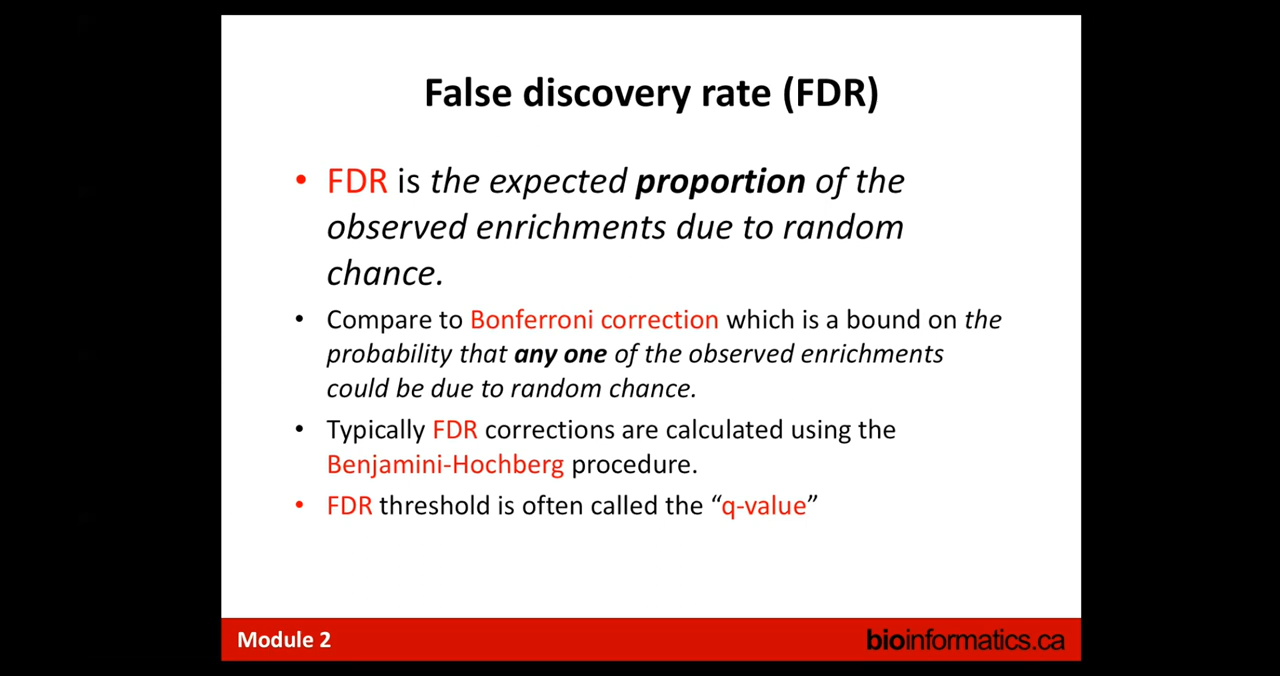 False discovery rate (FDR)
• FDR is the expected proportion of the
observed enrichments due to random
chance.
• Compare to Bonferroni correction which is a bound on the
probability that any one of the observed enrichments
could be due to random chance.
• Typically FDR corrections are calculated using the
Benjamini-Hochberg procedure.
• FDR threshold is often called the “q-value”
Module 2
bioinformatics.ca